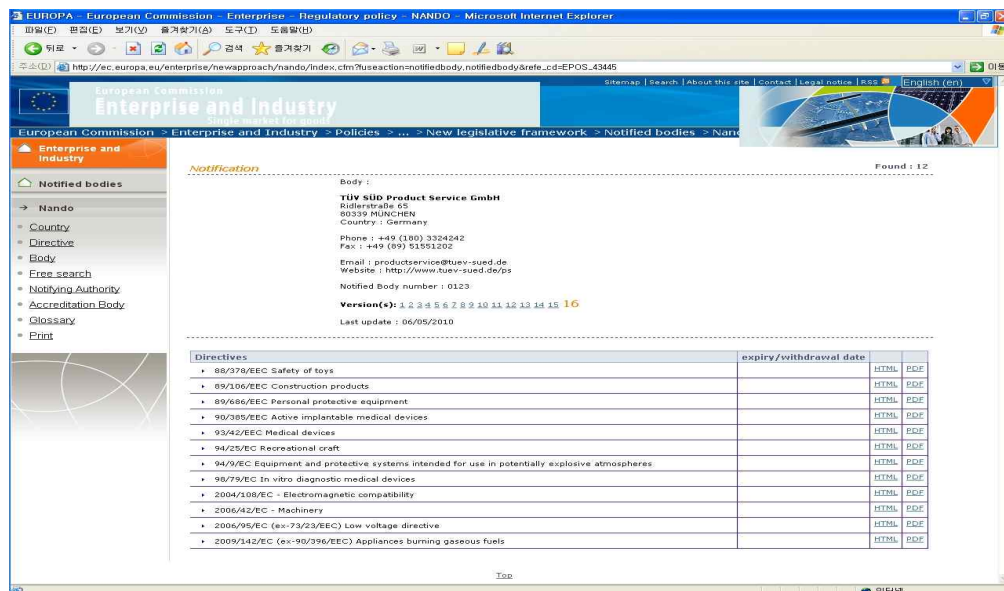 EUROPA - European Commission - Enterprise - Regulatory policy - NANDO - Microsoft Internet Explorer
파일(F) 편집(E) 보기(V) 즐겨찾기(A) 도구(T) 도움말(H)
뒤로 검색 즐겨찾기
주소(D) http://ec.europa.eu/enterprise/newapproach/nando/index.cfm?fuseaction=notifiedbody.notifiedbody&refe_cd=EPOS_43445
Sitemap | Search | About this site | Contact | Legal notice | RSS English (en)
European Commission
Enterprise and Industry
Single market for goods
European Commission > Enterprise and Industry > Policies > ... > New legislative framework > Notified bodies > Nando
Enterprise and Industry
Notified bodies
Nando
Country
Directive
Body
Free search
Notifying Authority
Accreditation Body
Glossary
Print
Notification Found : 12
Body :
TÜV SÜD Product Service GmbH
Ridlerstraße 65
80339 MÜNCHEN
Country : Germany
Phone : +49 (180) 3324242
Fax : +49 (89) 51551202
Email : productservice@tuev-sued.de
Website : http://www.tuev-sued.de/ps
Notified Body number : 0123
Version(s): 1 2 3 4 5 6 7 8 9 10 11 12 13 14 15 16
Last update : 06/05/2010
Directives expiry/withdrawal date
88/378/EEC Safety of toys HTML PDF
89/106/EEC Construction products HTML PDF
89/686/EEC Personal protective equipment HTML PDF
90/385/EEC Active implantable medical devices HTML PDF
93/42/EEC Medical devices HTML PDF
94/25/EC Recreational craft HTML PDF
94/9/EC Equipment and protective systems intended for use in potentially explosive atmospheres HTML PDF
98/79/EC In vitro diagnostic medical devices HTML PDF
2004/108/EC - Electromagnetic compatibility HTML PDF
2006/42/EC - Machinery HTML PDF
2006/95/EC (ex-73/23/EEC) Low voltage directive HTML PDF
2009/142/EC (ex-90/396/EEC) Appliances burning gaseous fuels HTML PDF
Top